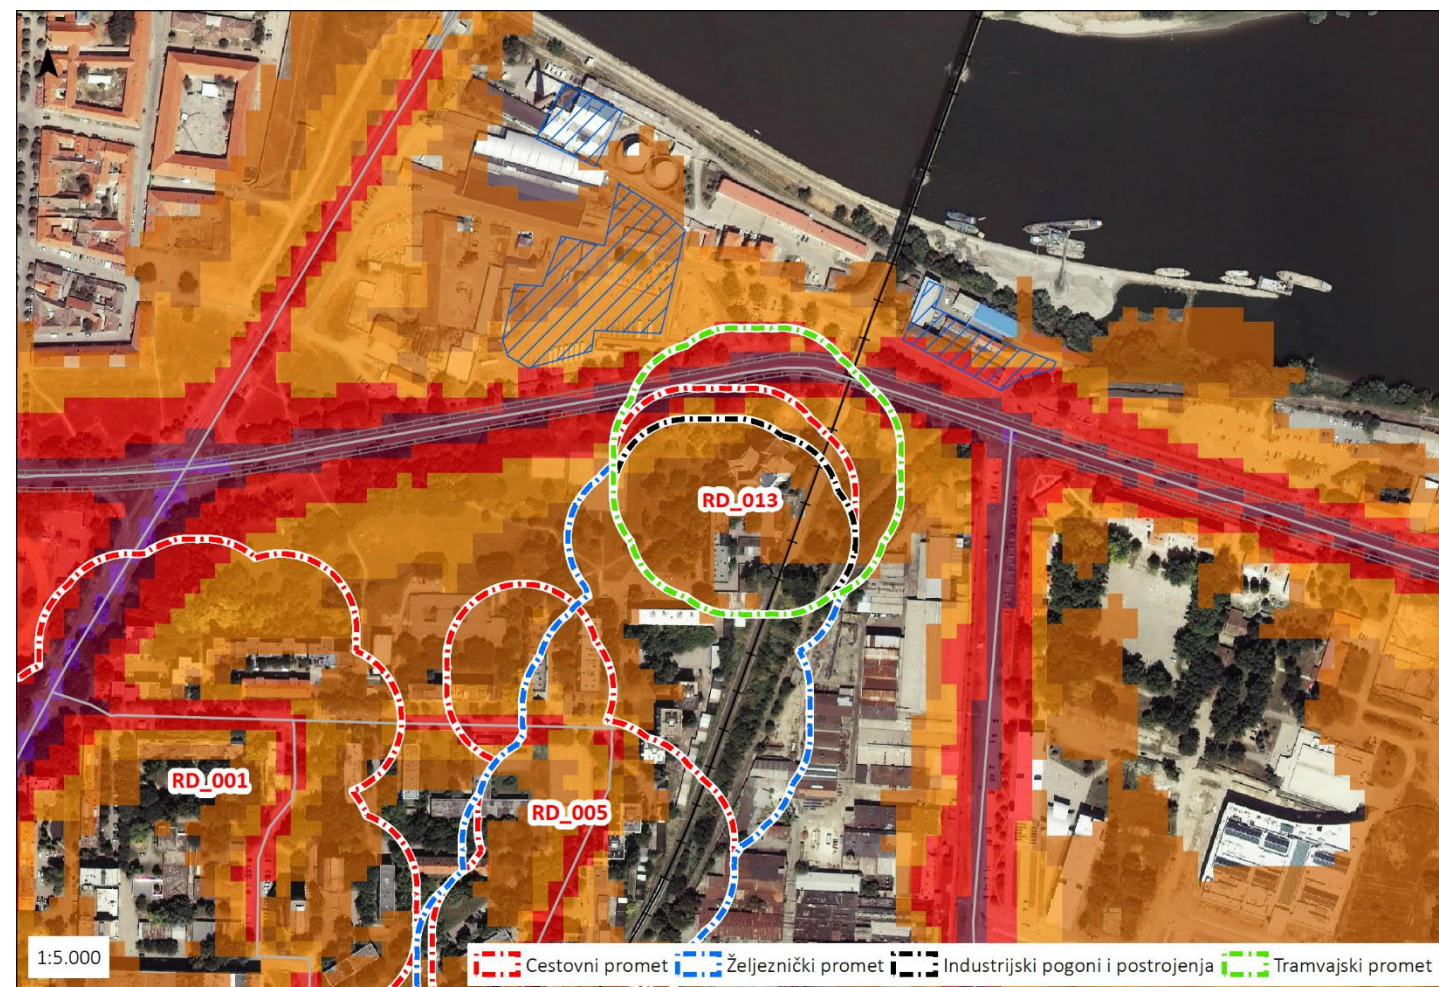 RD_013
RD_001
RD_005
1:5.000
Cestovni promet Željeznički promet Industrijski pogoni i postrojenja Tramvajski promet